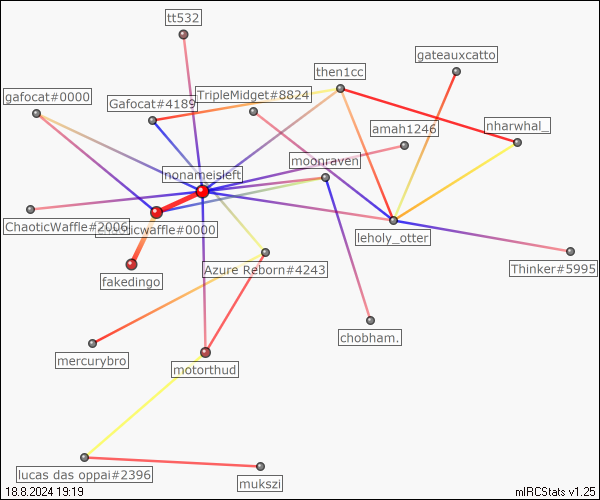 tt532
gateauxcatto
then1cc
gafocat#0000
TripleMidget#8824
Gafocat#4189
amah1246
nharwhal_
moonraven
nonameisleft
ChaoticWaffle#2006
chaoticwaffle#0000
leholy_otter
Azure Reborn#4243
Thinker#5995
fakedingo
chobham.
mercurybro
motorthud
lucas das oppai#2396
mukszi
18.8.2024 19:19
mIRCStats v1.25